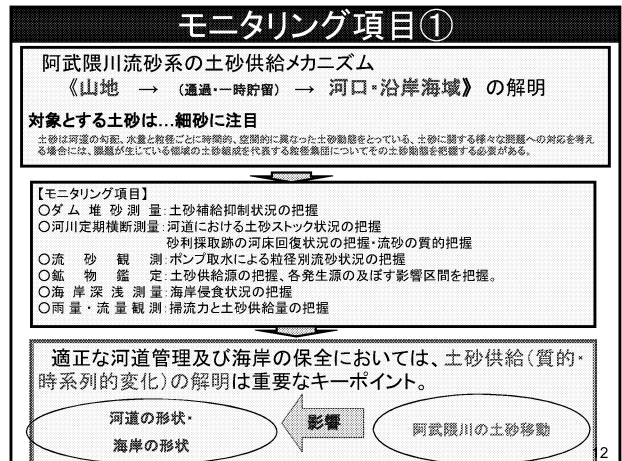 モニタリング項目①
阿武隈川流砂系の土砂供給メカニズム
《山地 → (通過・一時貯留) → 河口・沿岸海域》の解明
対象とする土砂は…細砂に注目
土砂は河道の勾配、水量と粒径ごとに時間的、空間的に異なった土砂動態をとっている、土砂に関する様々な問題への対応を考え
る場合には、課題が生じている領域の土砂組成を代表する粒径集団についてその土砂動態を把握する必要がある。
【モニタリング項目】
○ダム堆砂測量:土砂補給抑制状況の把握
○河川定期横断測量:河道における土砂ストック状況の把握
砂利採取跡の河床回復状況の把握・流砂の質的把握
○流砂観測:ポンプ取水による粒径別流砂状況の把握
○鉱物鑑定:土砂供給源の把握、各発生源の及ぼす影響区間を把握。
○海岸深浅測量:海岸侵食状況の把握
○雨量・流量観測:掃流力と土砂供給量の把握
適正な河道管理及び海岸の保全においては、土砂供給(質的・
時系列的変化)の解明は重要なキーポイント。
河道の形状・
海岸の形状
影響
阿武隈川の土砂移動
2